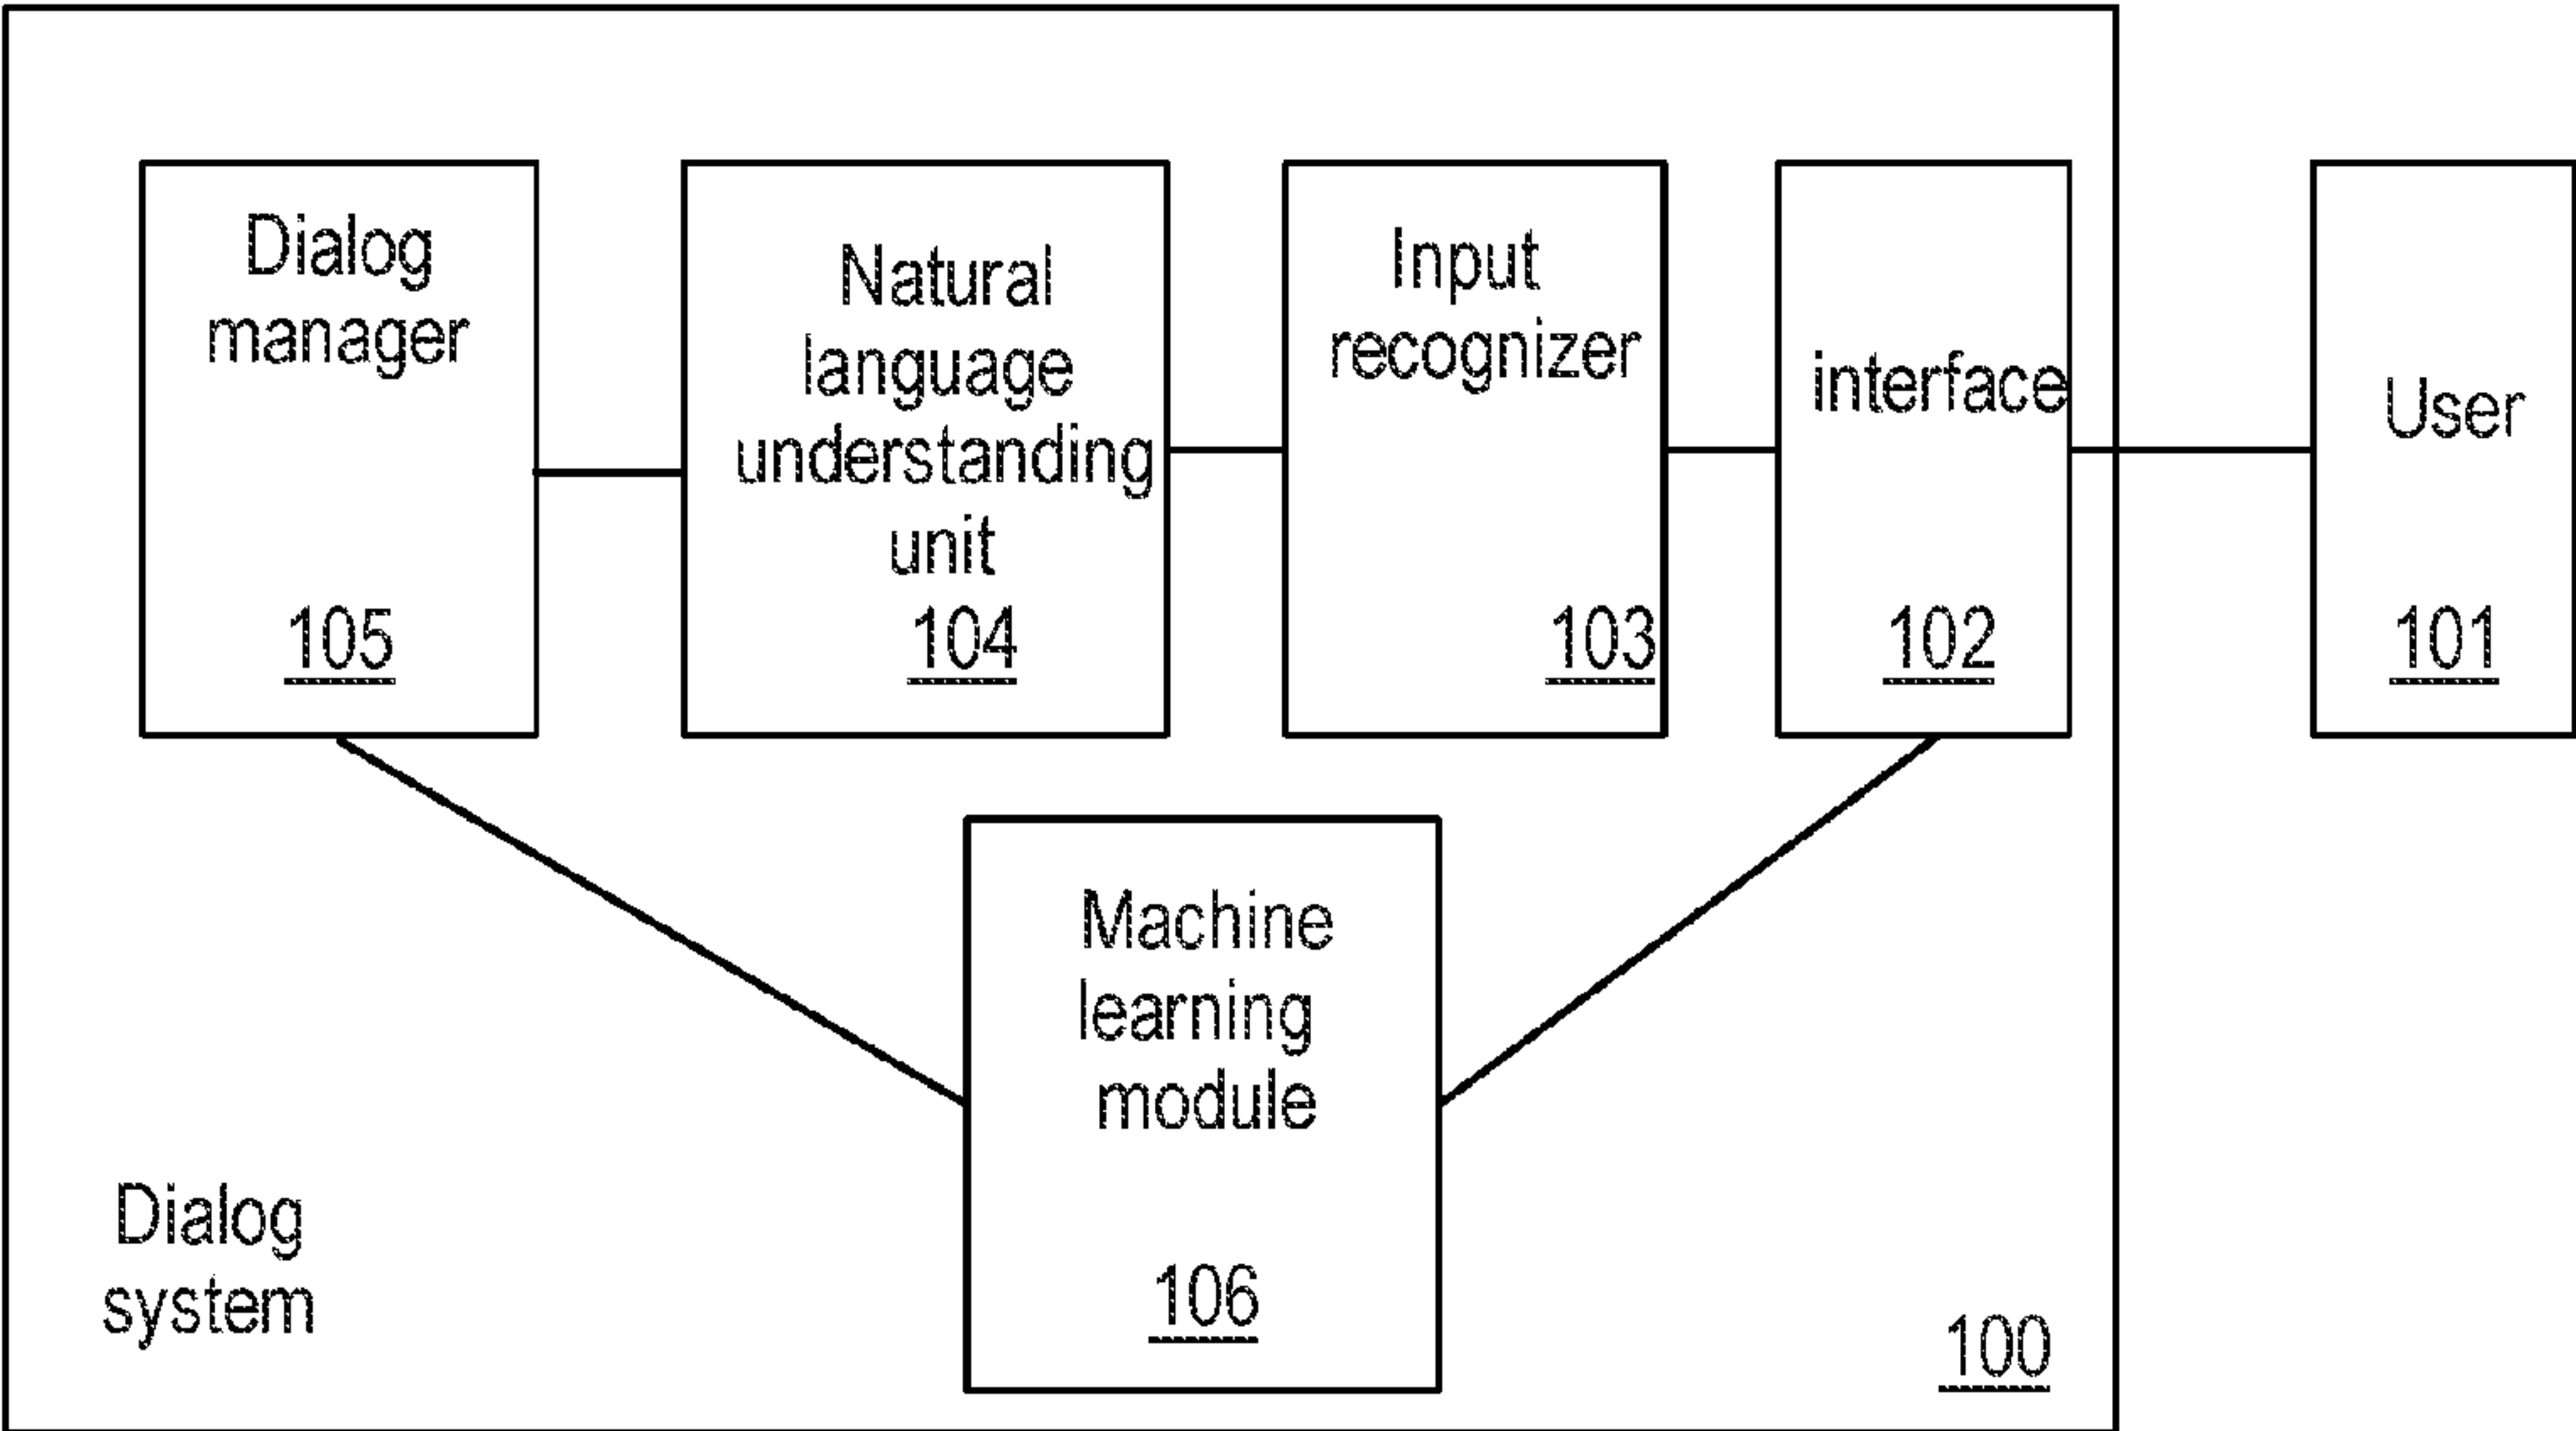 Dialog
manager
105
Natural
language
understanding
unit
104
Input
recognizer
103
interface
102
User
101
Machine
learning
module
106
Dialog
system
100